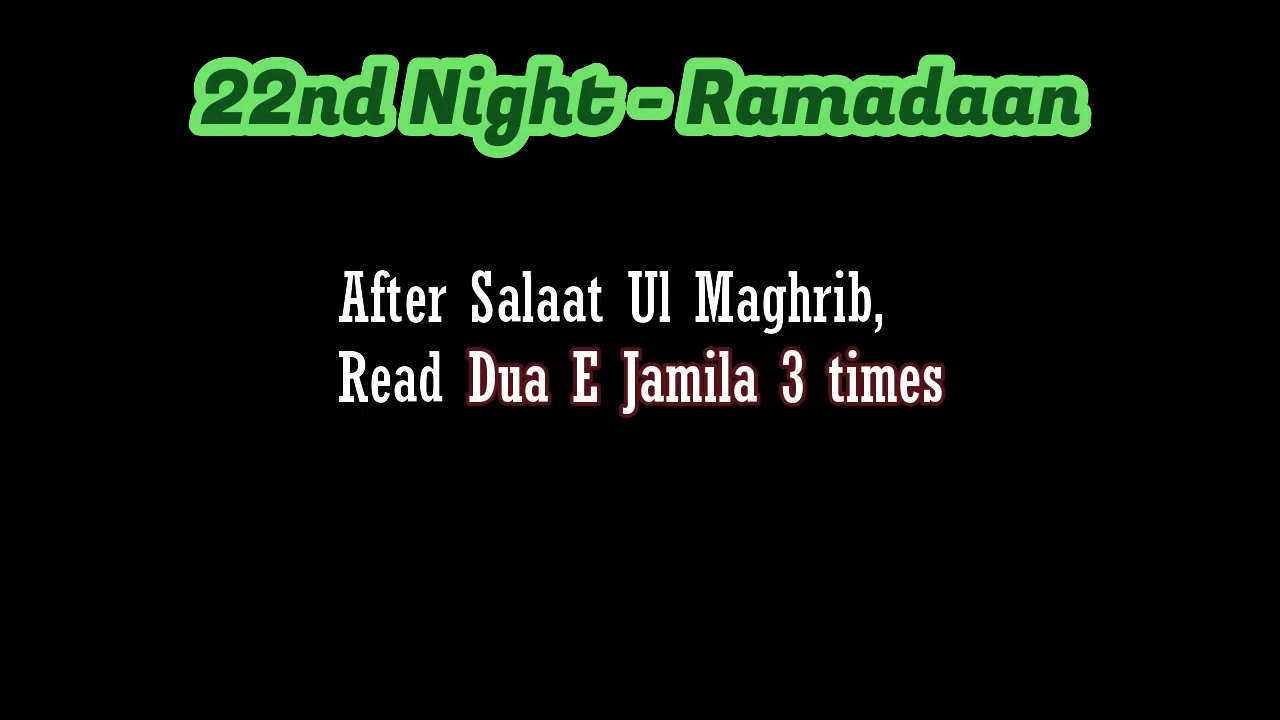 22nd Night - Ramadaan
After Salaat Ul Maghrib,
Read Dua E Jamila 3 times